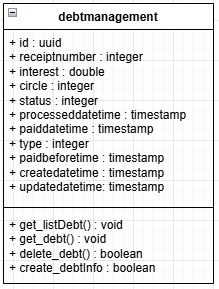 debtmanagement
+ id : uuid
+ receiptnumber : integer
+ interest : double
+ circle : integer
+ status : integer
+ processeddatetime : timestamp
+ paiddatetime : timestamp
+ type : integer
+ paidbeforetime : timestamp
+ createdatetime : timestamp
+ updatedatetime: timestamp
+ get_listDebt() : void
+ get_debt() : void
+ delete_debt() : boolean
+ create_debtInfo : boolean